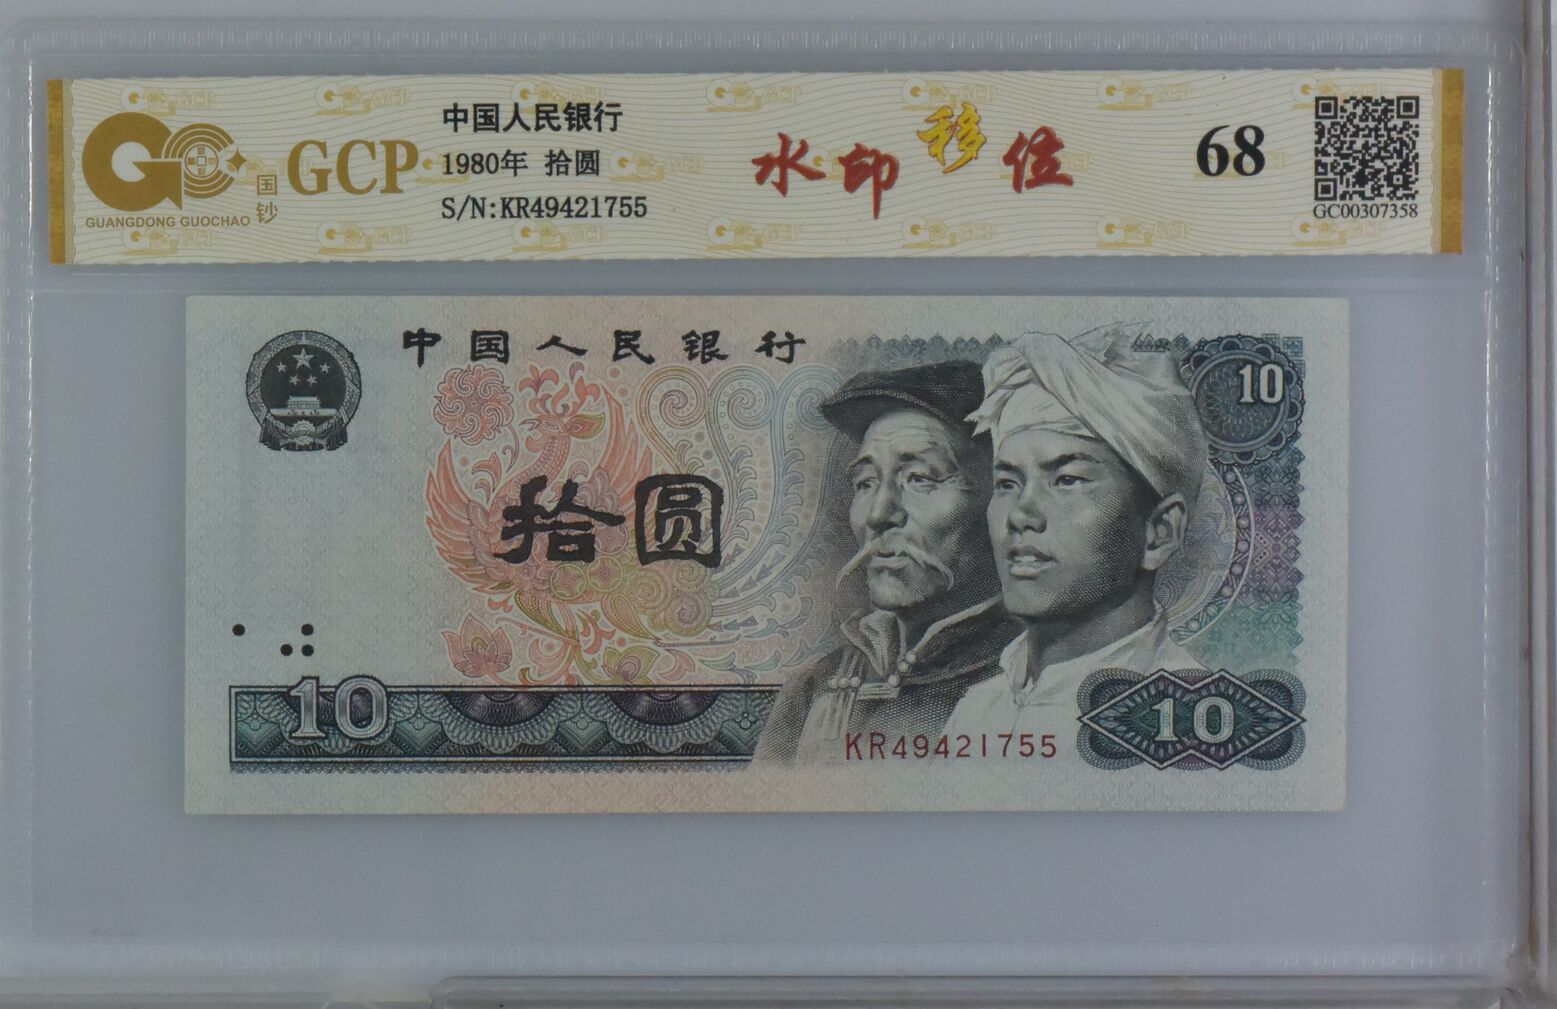 GUANGDONG GUOCHAO
国钞
GCP
中国人民银行
1980年 拾圆
S/N:KR49421755
水印移位
68
GC00307358
中国人民银行
10
拾圆
10
KR49421755
10